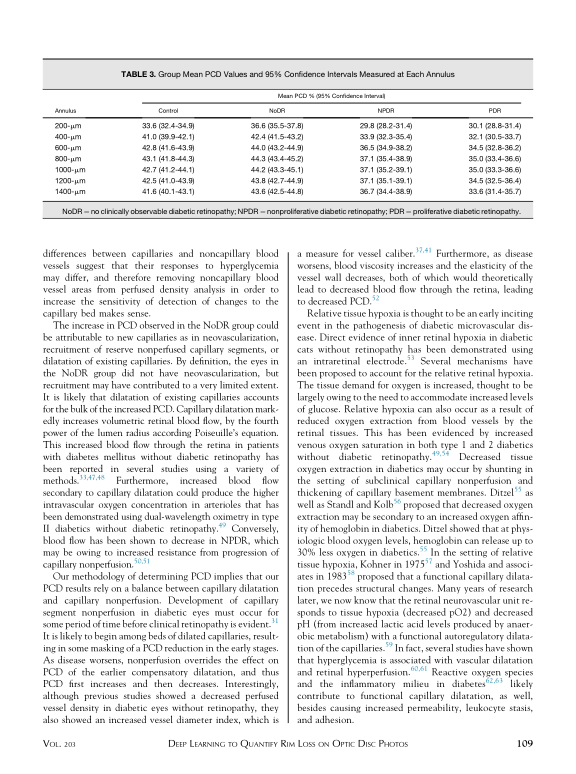 TABLE 3. Group Mean PCD Values and 95% Confidence Intervals Measured at Each Annulus
Mean PCD % (95% Confidence Interval)
Annulus Control NoDR NPDR PDR
200-μm 33.6 (32.4-34.9) 36.6 (35.5-37.8) 29.8 (28.2-31.4) 30.1 (28.8-31.4)
400-μm 41.0 (39.9-42.1) 42.4 (41.5-43.2) 33.9 (32.3-35.4) 32.1 (30.5-33.7)
600-μm 42.8 (41.6-43.9) 44.0 (43.2-44.9) 36.5 (34.9-38.2) 34.5 (32.8-36.2)
800-μm 43.1 (41.8-44.3) 44.3 (43.4-45.2) 37.1 (35.4-38.9) 35.0 (33.4-36.6)
1000-μm 42.7 (41.2-44.1) 44.2 (43.3-45.1) 37.1 (35.2-39.1) 35.0 (33.3-36.6)
1200-μm 42.5 (41.0-43.9) 43.8 (42.7-44.9) 37.1 (35.1-39.1) 34.5 (32.5-36.4)
1400-μm 41.6 (40.1-43.1) 43.6 (42.5-44.8) 36.7 (34.4-38.9) 33.6 (31.4-35.7)
NoDR = no clinically observable diabetic retinopathy; NPDR = nonproliferative diabetic retinopathy; PDR = proliferative diabetic retinopathy.
differences between capillaries and noncapillary blood
vessels suggest that their responses to hyperglycemia
may differ, and therefore removing noncapillary blood
vessel areas from perfused density analysis in order to
increase the sensitivity of detection of changes to the
capillary bed makes sense.
The increase in PCD observed in the NoDR group could
be attributable to new capillaries as in neovascularization,
recruitment of reserve nonperfused capillary segments, or
dilatation of existing capillaries. By definition, the eyes in
the NoDR group did not have neovascularization, but
recruitment may have contributed to a very limited extent.
It is likely that dilatation of existing capillaries accounts
for the bulk of the increased PCD. Capillary dilatation mark-
edly increases volumetric retinal blood flow, by the fourth
power of the lumen radius according Poiseuille's equation.
This increased blood flow through the retina in patients
with diabetes mellitus without diabetic retinopathy has
been reported in several studies using a variety of
methods.33,47,48 Furthermore, increased blood flow
secondary to capillary dilatation could produce the higher
intravascular oxygen concentration in arterioles that has
been demonstrated using dual-wavelength oximetry in type
II diabetics without diabetic retinopathy.49 Conversely,
blood flow has been shown to decrease in NPDR, which
may be owing to increased resistance from progression of
capillary nonperfusion.50,51
Our methodology of determining PCD implies that our
PCD results rely on a balance between capillary dilatation
and capillary nonperfusion. Development of capillary
segment nonperfusion in diabetic eyes must occur for
some period of time before clinical retinopathy is evident.31
It is likely to begin among beds of dilated capillaries, result-
ing in some masking of a PCD reduction in the early stages.
As disease worsens, nonperfusion overrides the effect on
PCD of the earlier compensatory dilatation, and thus
PCD first increases and then decreases. Interestingly,
although previous studies showed a decreased perfused
vessel density in diabetic eyes without retinopathy, they
also showed an increased vessel diameter index, which is
a measure for vessel caliber.37,41 Furthermore, as disease
worsens, blood viscosity increases and the elasticity of the
vessel wall decreases, both of which would theoretically
lead to decreased blood flow through the retina, leading
to decreased PCD.52
Relative tissue hypoxia is thought to be an early inciting
event in the pathogenesis of diabetic microvascular dis-
ease. Direct evidence of inner retinal hypoxia in diabetic
cats without retinopathy has been demonstrated using
an intraretinal electrode.53 Several mechanisms have
been proposed to account for the relative retinal hypoxia.
The tissue demand for oxygen is increased, thought to be
largely owing to the need to accommodate increased levels
of glucose. Relative hypoxia can also occur as a result of
reduced oxygen extraction from blood vessels by the
retinal tissues. This has been evidenced by increased
venous oxygen saturation in both type 1 and 2 diabetics
without diabetic retinopathy.49,54 Decreased tissue
oxygen extraction in diabetics may occur by shunting in
the setting of subclinical capillary nonperfusion and
thickening of capillary basement membranes. Ditzel55 as
well as Standl and Kolb56 proposed that decreased oxygen
extraction may be secondary to an increased oxygen affin-
ity of hemoglobin in diabetics. Ditzel showed that at phys-
iologic blood oxygen levels, hemoglobin can release up to
30% less oxygen in diabetics.55 In the setting of relative
tissue hypoxia, Kohner in 197557 and Yoshida and associ-
ates in 198358 proposed that a functional capillary dilata-
tion precedes structural changes. Many years of research
later, we now know that the retinal neurovascular unit re-
sponds to tissue hypoxia (decreased pO2) and decreased
pH (from increased lactic acid levels produced by anaer-
obic metabolism) with a functional autoregulatory dilata-
tion of the capillaries.59 In fact, several studies have shown
that hyperglycemia is associated with vascular dilatation
and retinal hyperperfusion.60,61 Reactive oxygen species
and the inflammatory milieu in diabetes62,63 likely
contribute to functional capillary dilatation, as well,
besides causing increased permeability, leukocyte stasis,
and adhesion.
VOL. 203 DEEP LEARNING TO QUANTIFY RIM LOSS ON OPTIC DISC PHOTOS 109